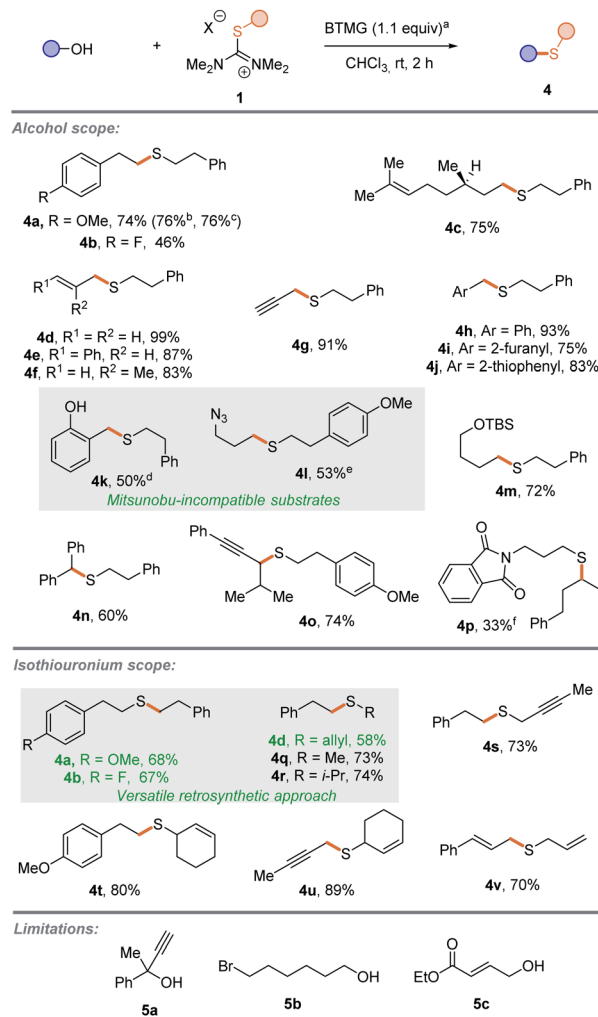 OH + X⊖ S Me2N NMe2 ⊕ BTMG (1.1 equiv)a S
CHCl3, rt, 2 h
1 4
Alcohol scope:
R S Ph
4a, R = OMe, 74% (76%b, 76%c)
4b, R = F, 46%
Me Me Me H S Ph
4c, 75%
R1 R2 S Ph
4d, R1 = R2 = H, 99%
4e, R1 = Ph, R2 = H, 87%
4f, R1 = H, R2 = Me, 83%
S Ph
4g, 91%
Ar S Ph
4h, Ar = Ph, 93%
4i, Ar = 2-furanyl, 75%
4j, Ar = 2-thiophenyl, 83%
OH S Ph
4k, 50%d
N3 S OMe
4l, 53%e
Mitsunobu-incompatible substrates
OTBS S Ph
4m, 72%
Ph Ph S Ph
4n, 60%
Ph S Me Me OMe
4o, 74%
O N O S Ph
4p, 33%f
Isothiouronium scope:
R S Ph
4a, R = OMe, 68%
4b, R = F, 67%
Ph S R
4d, R = allyl, 58%
4q, R = Me, 73%
4r, R = i-Pr, 74%
Versatile retrosynthetic approach
Ph S Me
4s, 73%
MeO S
4t, 80%
Me S
4u, 89%
Ph S
4v, 70%
Limitations:
Me Ph OH
5a
Br OH
5b
O EtO OH
5c